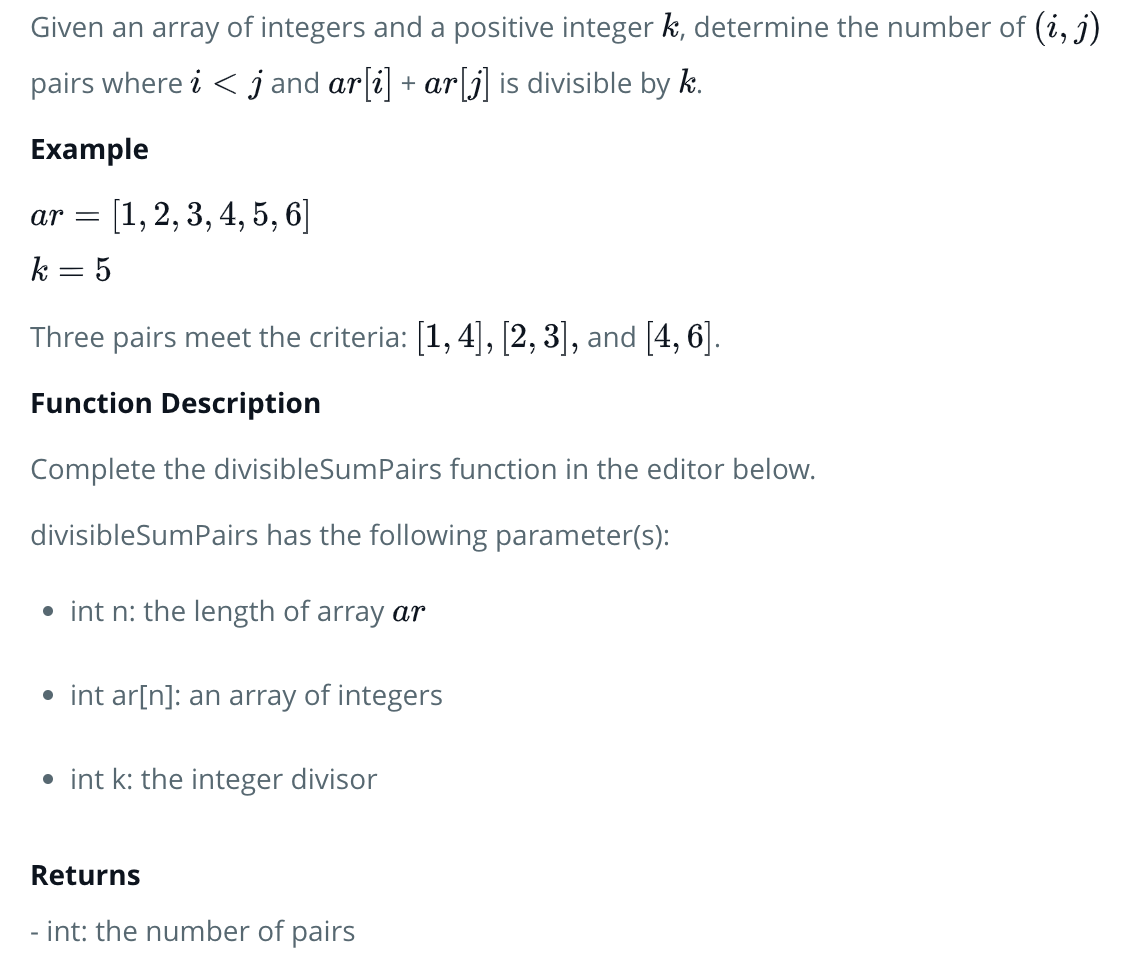 Given an array of integers and a positive integer k, determine the number of (i, j)
pairs where i < j and ar[i] + ar[j] is divisible by k.
Example
ar = [1, 2, 3, 4, 5, 6]
k = 5
Three pairs meet the criteria: [1, 4], [2, 3], and [4, 6].
Function Description
Complete the divisibleSumPairs function in the editor below.
divisibleSumPairs has the following parameter(s):
• int n: the length of array ar
• int ar[n]: an array of integers
• int k: the integer divisor
Returns
- int: the number of pairs